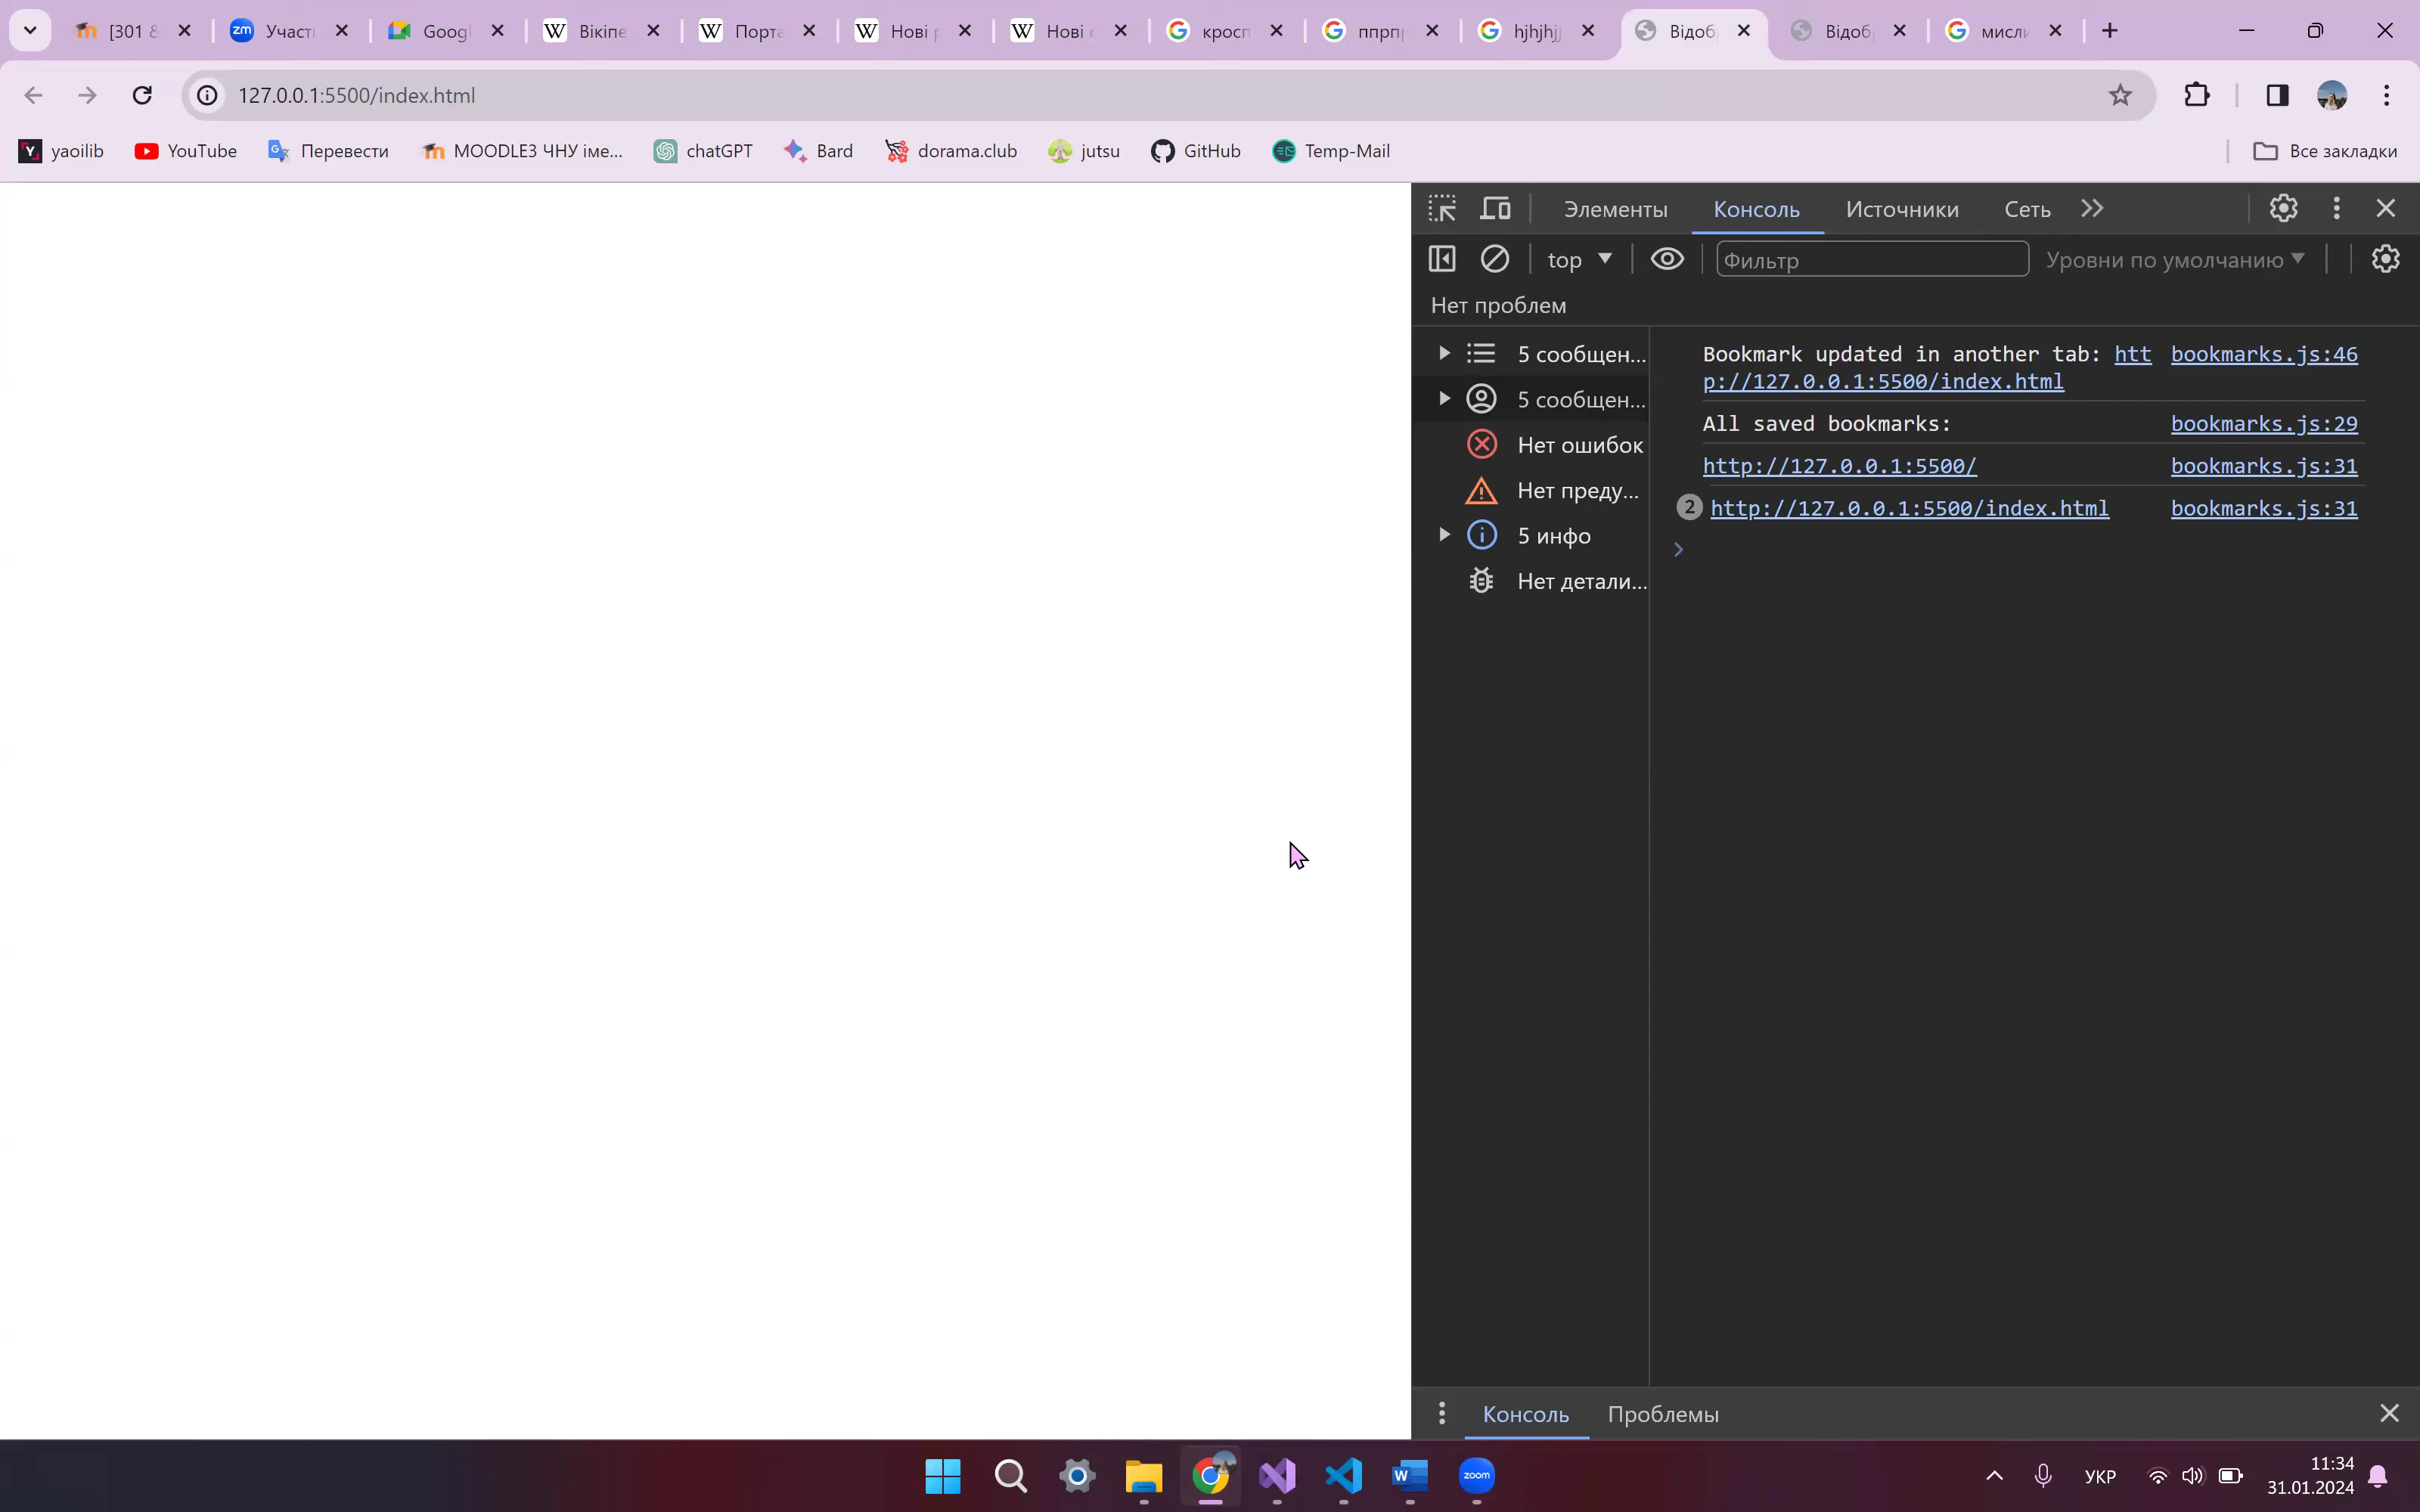 [301 &
zm Участ
Googl
W Вікіпе
W Порта
W Нові р
W Нові
G кросп
G ппрп
G hjhjhjj
Відоб
Відоб
G мисл
127.0.0.1:5500/index.html
Y yaoilib
YouTube
Перевести
MOODLE3 ЧНУ іме...
chatGPT
Bard
dorama.club
jutsu
GitHub
Temp-Mail
Все закладки
Элементы Консоль Источники Сеть
top Фильтр Уровни по умолчанию
Нет проблем
5 сообщен...
5 сообщен...
Нет ошибок
Нет преду...
5 инфо
Нет детали...
Bookmark updated in another tab: htt bookmarks.js:46
p://127.0.0.1:5500/index.html
All saved bookmarks: bookmarks.js:29
http://127.0.0.1:5500/ bookmarks.js:31
2 http://127.0.0.1:5500/index.html bookmarks.js:31
Консоль Проблемы
W zoom
УКР
11:34
31.01.2024